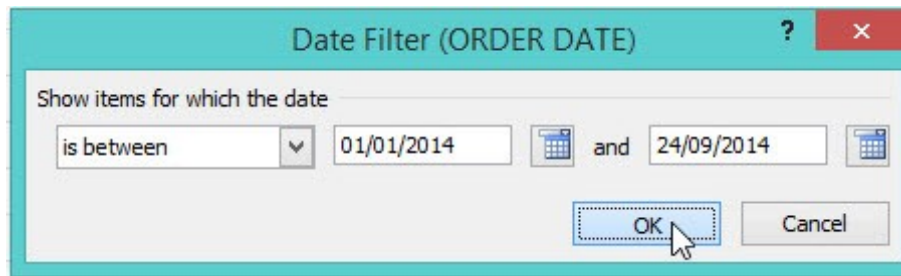 Date Filter (ORDER DATE) ?
Show items for which the date
is between 01/01/2014 and 24/09/2014
OK Cancel